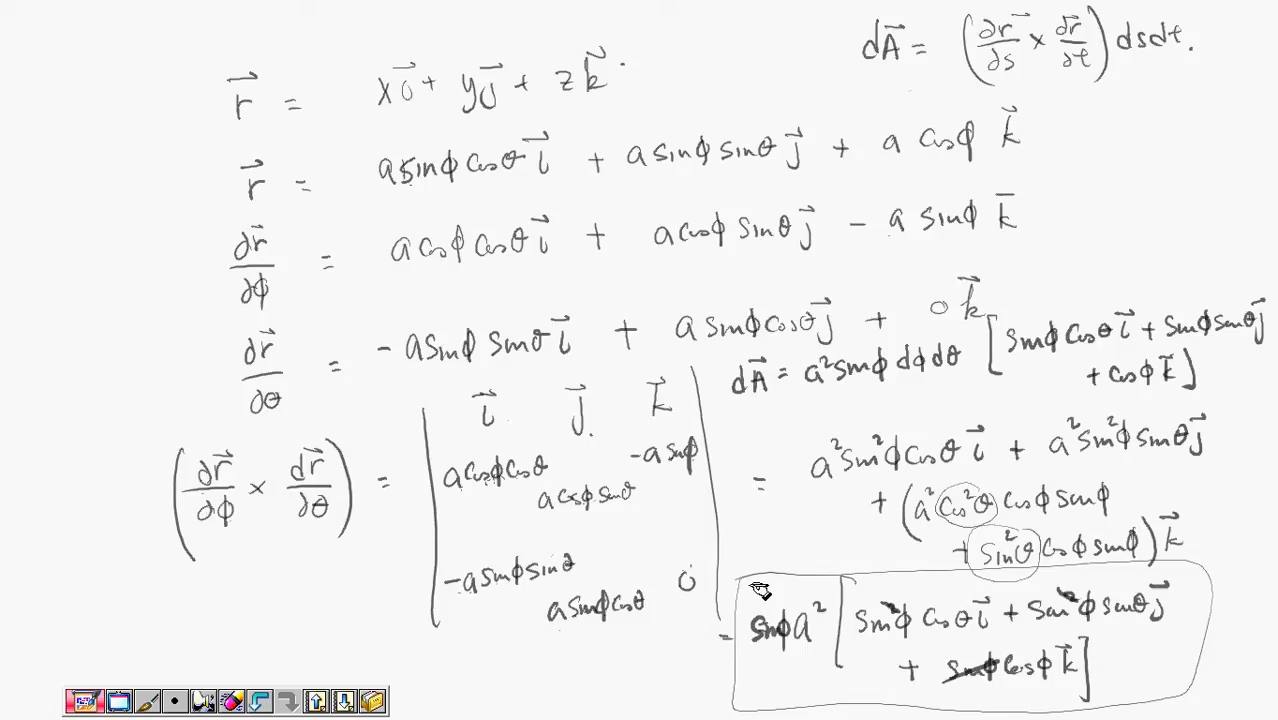 dA⃗ = (∂r⃗/∂s × ∂r⃗/∂t) ds dt.
r⃗ = xi⃗ + yj⃗ + zk⃗.
r⃗ = a sinφ cosθ i⃗ + a sinφ sinθ j⃗ + a cosφ k⃗
∂r⃗/∂φ = a cosφ cosθ i⃗ + a cosφ sinθ j⃗ - a sinφ k̄
∂r⃗/∂θ = - a sinφ sinθ i⃗ + a sinφ cosθ j⃗ + 0 k⃗
dA⃗ = a² sinφ dφ dθ [sinφ cosθ i⃗ + sinφ sinθ j⃗
+ cosφ k⃗]
(∂r⃗/∂φ × ∂r⃗/∂θ) = | i⃗ j⃗ k⃗
a cosφ cosθ a cosφ sinθ -a sinφ
-a sinφ sinθ a sinφ cosθ 0 |
= a² sin²φ cosθ i⃗ + a² sin²φ sinθ j⃗
+ (a² cos²θ cosφ sinφ
+ sin²θ cosφ sinφ) k⃗
= sinφ a² [sin²φ cosθ i⃗ + sin²φ sinθ j⃗
+ sinφ cosφ k⃗]